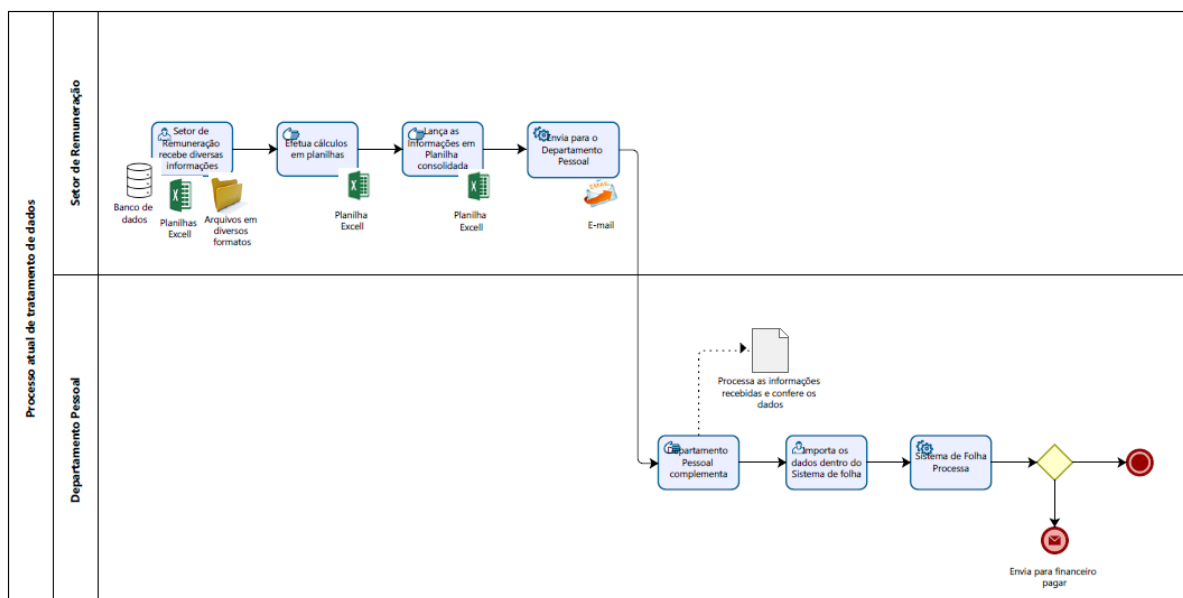 Processo atual de tratamento de dados
Setor de Remuneração
Setor de
Remuneração
recebe diversas
informações
Efetua cálculos
em planilhas
Lança as
Informações em
Planilha
consolidada
Envia para o
Departamento
Pessoal
Banco de
dados
Planilhas
Excell
Arquivos em
diversos
formatos
Planilha
Excell
Planilha
Excell
EMAIL
E-mail
Departamento Pessoal
Processa as informações
recebidas e confere os
dados
Departamento
Pessoal
complementa
Importa os
dados dentro do
Sistema de folha
Sistema de Folha
Processa
Envia para financeiro
pagar